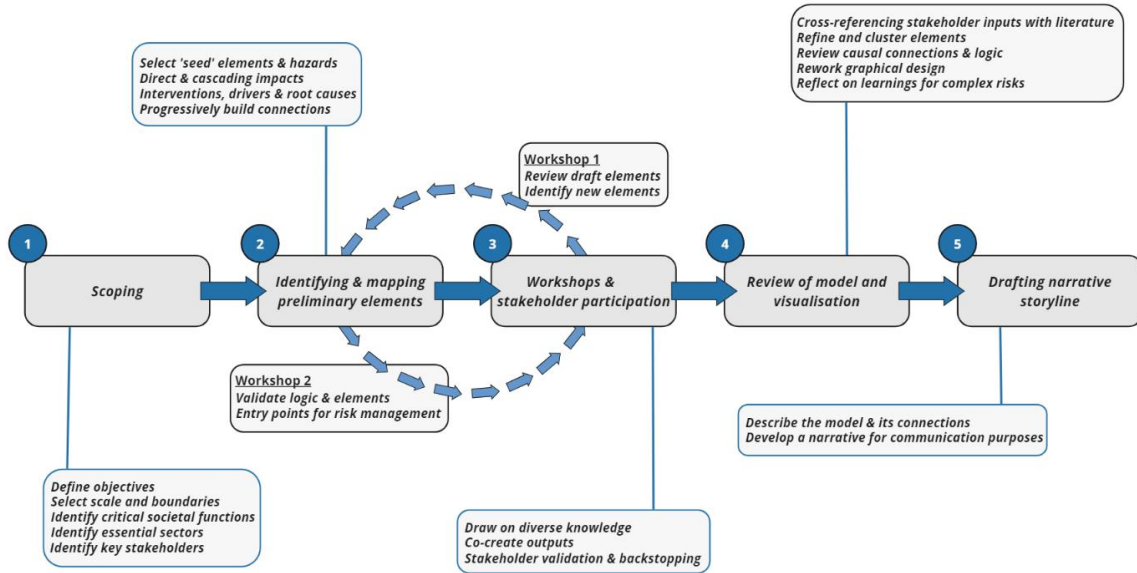 Select 'seed' elements & hazards
Direct & cascading impacts
Interventions, drivers & root causes
Progressively build connections
Cross-referencing stakeholder inputs with literature
Refine and cluster elements
Review causal connections & logic
Rework graphical design
Reflect on learnings for complex risks
Workshop 1
Review draft elements
Identify new elements
1
Scoping
2
Identifying & mapping
preliminary elements
3
Workshops &
stakeholder participation
4
Review of model and
visualisation
5
Drafting narrative
storyline
Workshop 2
Validate logic & elements
Entry points for risk management
Describe the model & its connections
Develop a narrative for communication purposes
Define objectives
Select scale and boundaries
Identify critical societal functions
Identify essential sectors
Identify key stakeholders
Draw on diverse knowledge
Co-create outputs
Stakeholder validation & backstopping